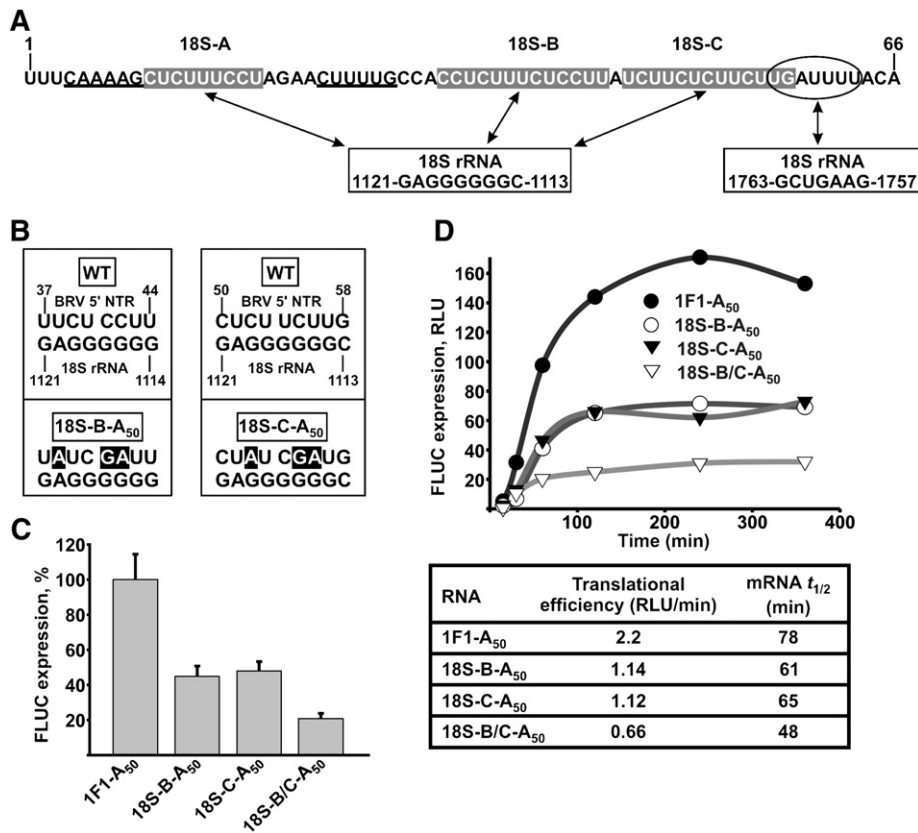 A
1 66
18S-A 18S-B 18S-C
UUUCAAAAGCUCUUUCCUAGAACUUUUGCCACCUCUUUCUCCUUAUCUUCUCUUCUUGAUUUUACA
18S rRNA
1121-GAGGGGGGC-1113
18S rRNA
1763-GCUGAAG-1757
B
WT
37 44
BRV 5' NTR
UUCU CCUU
GAGGGGGG
18S rRNA
1121 1114
18S-B-A50
UAUC GAUU
GAGGGGGG
WT
50 58
BRV 5' NTR
CUCU UCUUG
GAGGGGGGC
18S rRNA
1121 1113
18S-C-A50
CUAU CGAUG
GAGGGGGGC
C
FLUC expression, %
120
100
80
60
40
20
1F1-A50
18S-B-A50
18S-C-A50
18S-B/C-A50
D
FLUC expression, RLU
160
140
120
100
80
60
40
20
100 200 300 400
Time (min)
1F1-A50
18S-B-A50
18S-C-A50
18S-B/C-A50
RNA Translational efficiency (RLU/min) mRNA t1/2 (min)
1F1-A50 2.2 78
18S-B-A50 1.14 61
18S-C-A50 1.12 65
18S-B/C-A50 0.66 48